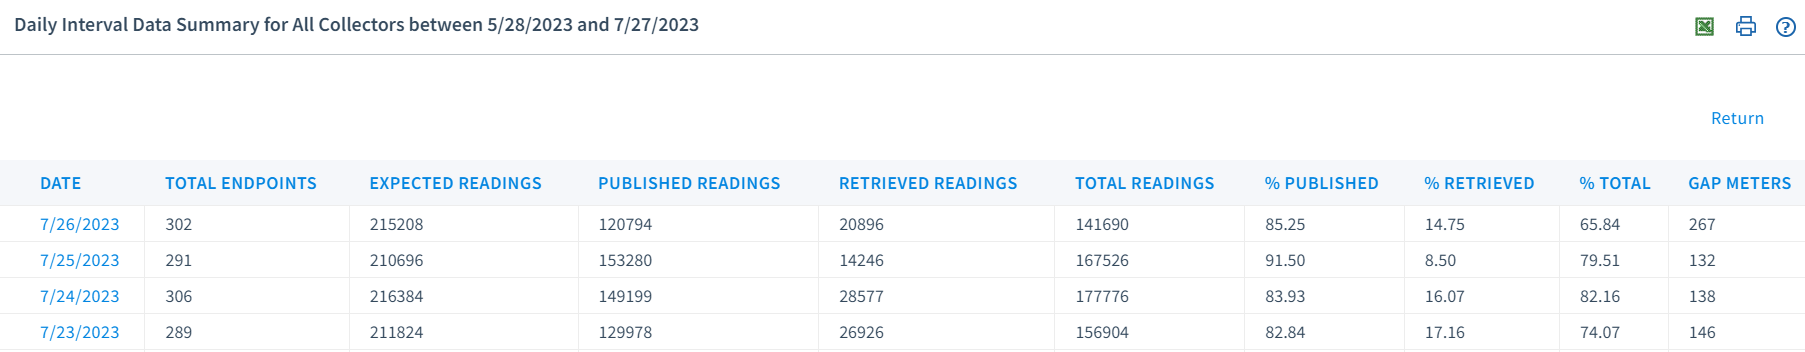 Daily Interval Data Summary for All Collectors between 5/28/2023 and 7/27/2023
Return
DATE TOTAL ENDPOINTS EXPECTED READINGS PUBLISHED READINGS RETRIEVED READINGS TOTAL READINGS % PUBLISHED % RETRIEVED % TOTAL GAP METERS
7/26/2023 302 215208 120794 20896 141690 85.25 14.75 65.84 267
7/25/2023 291 210696 153280 14246 167526 91.50 8.50 79.51 132
7/24/2023 306 216384 149199 28577 177776 83.93 16.07 82.16 138
7/23/2023 289 211824 129978 26926 156904 82.84 17.16 74.07 146